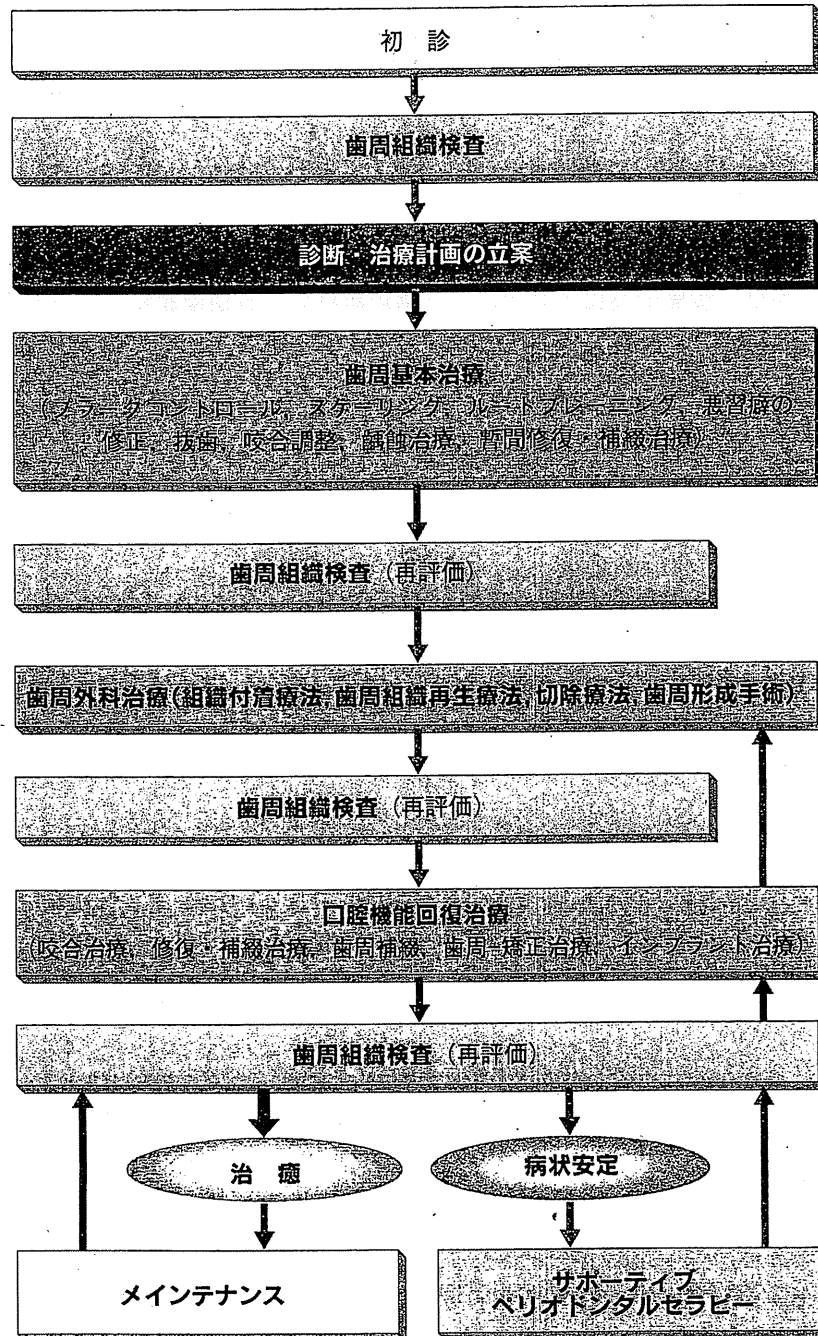 初 診
歯周組織検査
診断・治療計画の立案
歯周基本治療
(プラークコントロール, スケーリング, ルートプレーニング, 悪習癖の
修正, 抜歯, 咬合調整, 齲蝕治療, 暫間修復・補綴治療)
歯周組織検査 (再評価)
歯周外科治療(組織付着療法, 歯周組織再生療法, 切除療法, 歯周形成手術)
歯周組織検査 (再評価)
口腔機能回復治療
(咬合治療, 修復・補綴治療, 歯周補綴, 歯周-矯正治療, インプラント治療)
歯周組織検査 (再評価)
治 癒
病状安定
メインテナンス
サポーティブ
ペリオドンタルセラピー